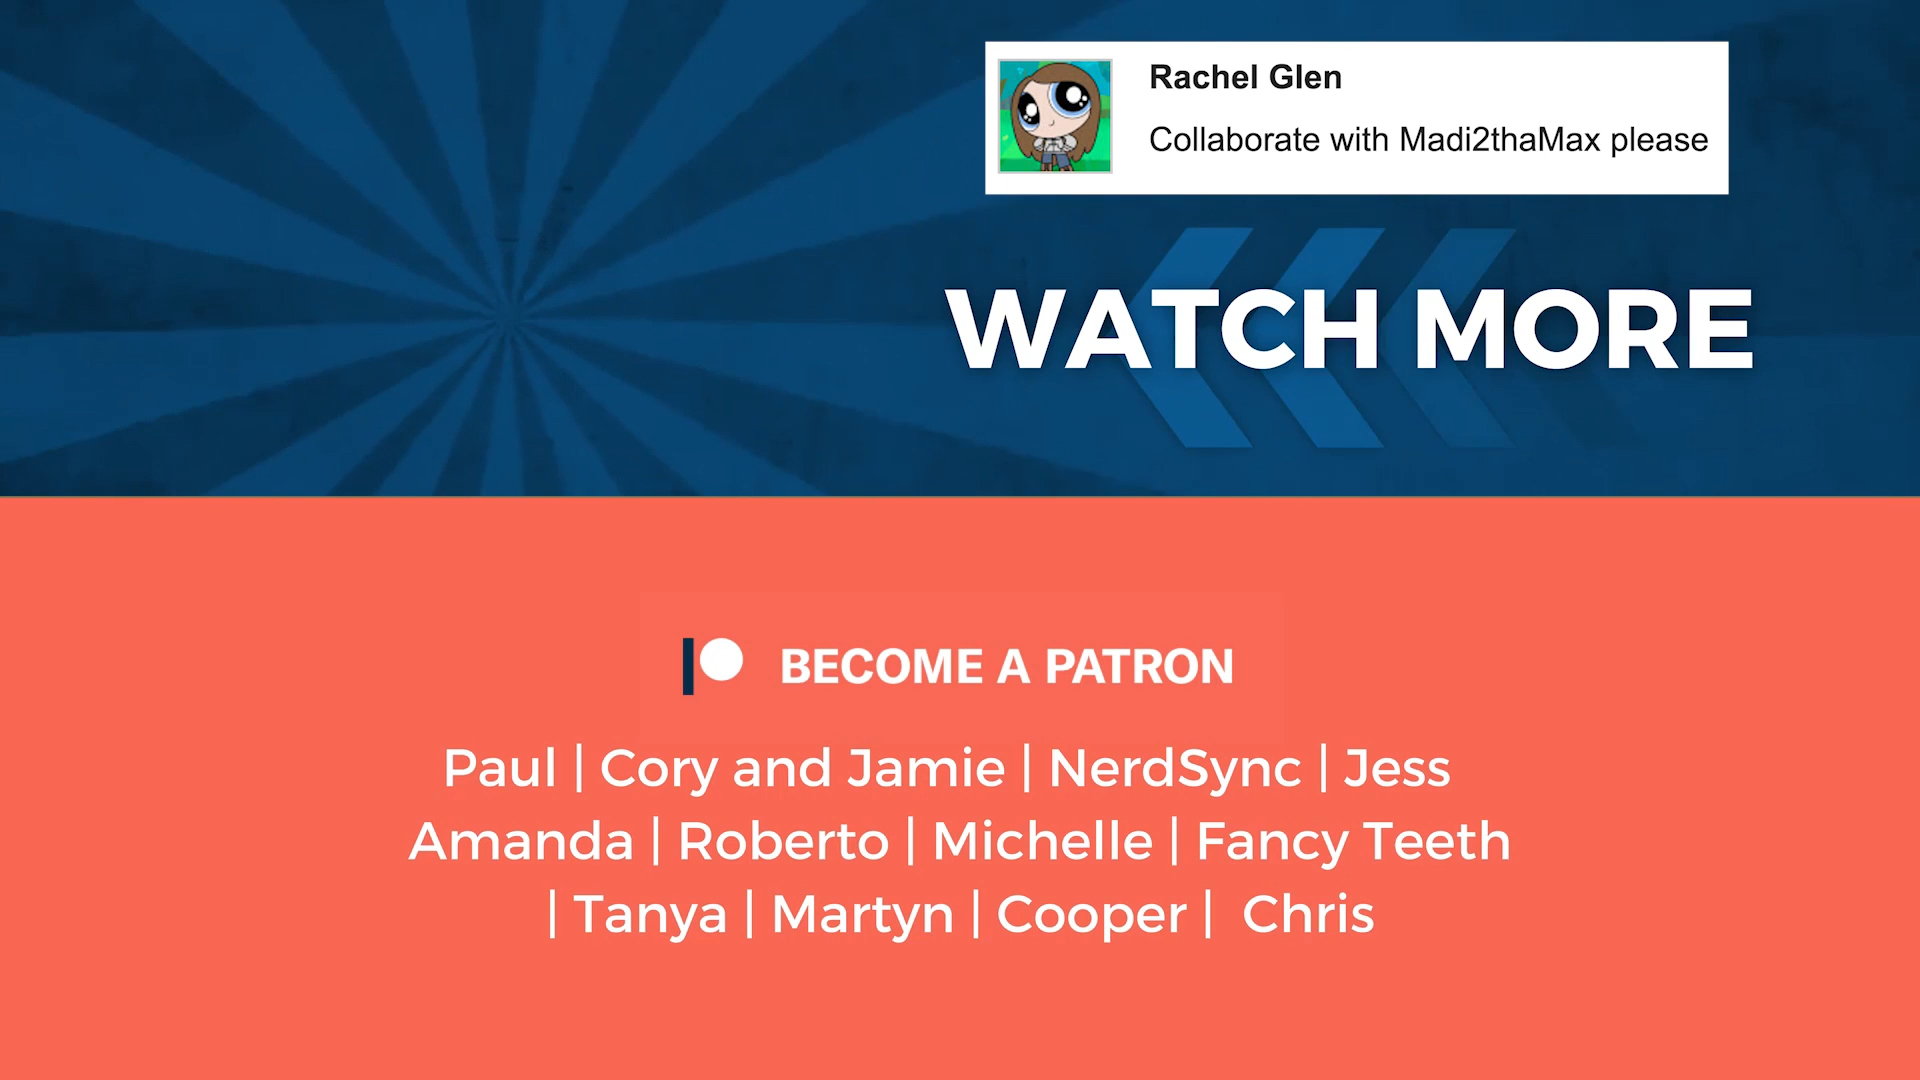 Rachel Glen
Collaborate with Madi2thaMax please
WATCH MORE
BECOME A PATRON
Paul | Cory and Jamie | NerdSync | Jess
Amanda | Roberto | Michelle | Fancy Teeth
| Tanya | Martyn | Cooper |  Chris